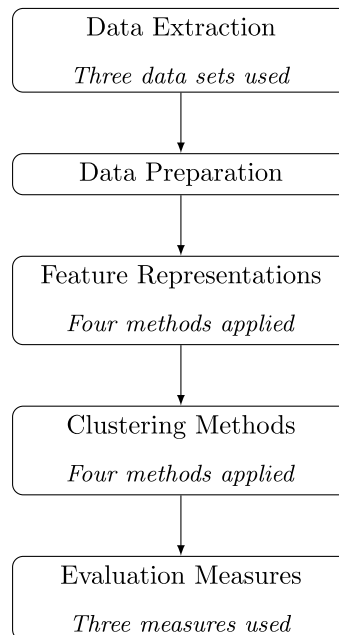 Data Extraction
Three data sets used
Data Preparation
Feature Representations
Four methods applied
Clustering Methods
Four methods applied
Evaluation Measures
Three measures used